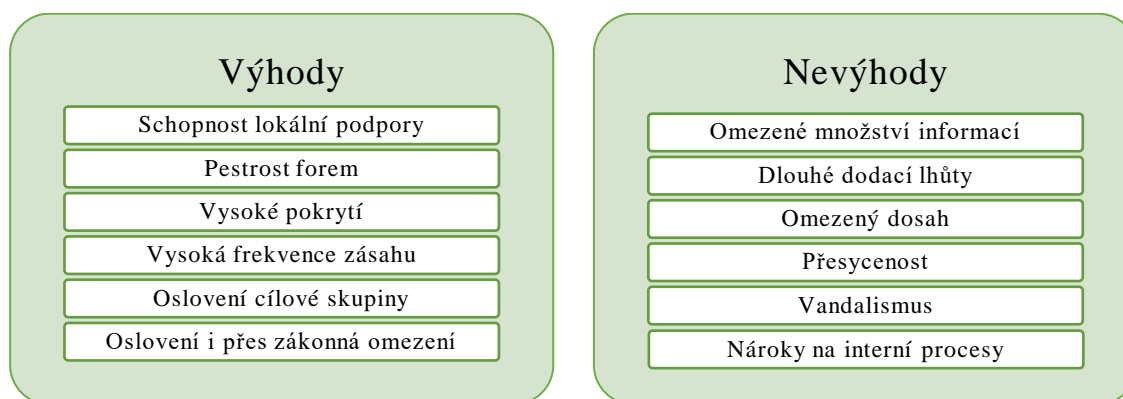 Výhody
Schopnost lokální podpory
Pestrost forem
Vysoké pokrytí
Vysoká frekvence zásahu
Oslovení cílové skupiny
Oslovení i přes zákonná omezení
Nevýhody
Omezené množství informací
Dlouhé dodací lhůty
Omezený dosah
Přesycenost
Vandalismus
Nároky na interní procesy